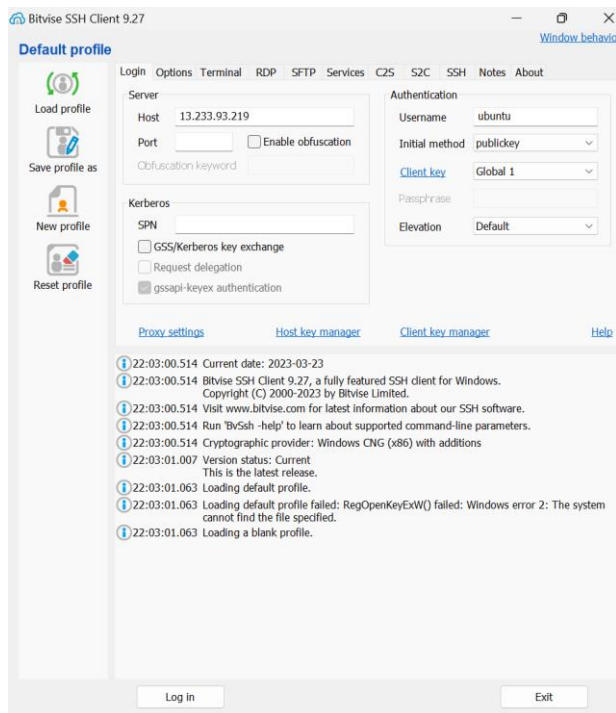 Bitvise SSH Client 9.27
Window behavio
Default profile
Load profile
Save profile as
New profile
Reset profile
Login Options Terminal RDP SFTP Services C2S S2C SSH Notes About
Server
Host 13.233.93.219
Port Enable obfuscation
Obfuscation keyword
Kerberos
SPN
GSS/Kerberos key exchange
Request delegation
gssapi-keyex authentication
Authentication
Username ubuntu
Initial method publickey
Client key Global 1
Passphrase
Elevation Default
Proxy settings Host key manager Client key manager Help
22:03:00.514 Current date: 2023-03-23
22:03:00.514 Bitvise SSH Client 9.27, a fully featured SSH client for Windows.
Copyright (C) 2000-2023 by Bitvise Limited.
22:03:00.514 Visit www.bitvise.com for latest information about our SSH software.
22:03:00.514 Run 'BvSsh -help' to learn about supported command-line parameters.
22:03:00.514 Cryptographic provider: Windows CNG (x86) with additions
22:03:01.007 Version status: Current
This is the latest release.
22:03:01.063 Loading default profile.
22:03:01.063 Loading default profile failed: RegOpenKeyExW() failed: Windows error 2: The system
cannot find the file specified.
22:03:01.063 Loading a blank profile.
Log in Exit